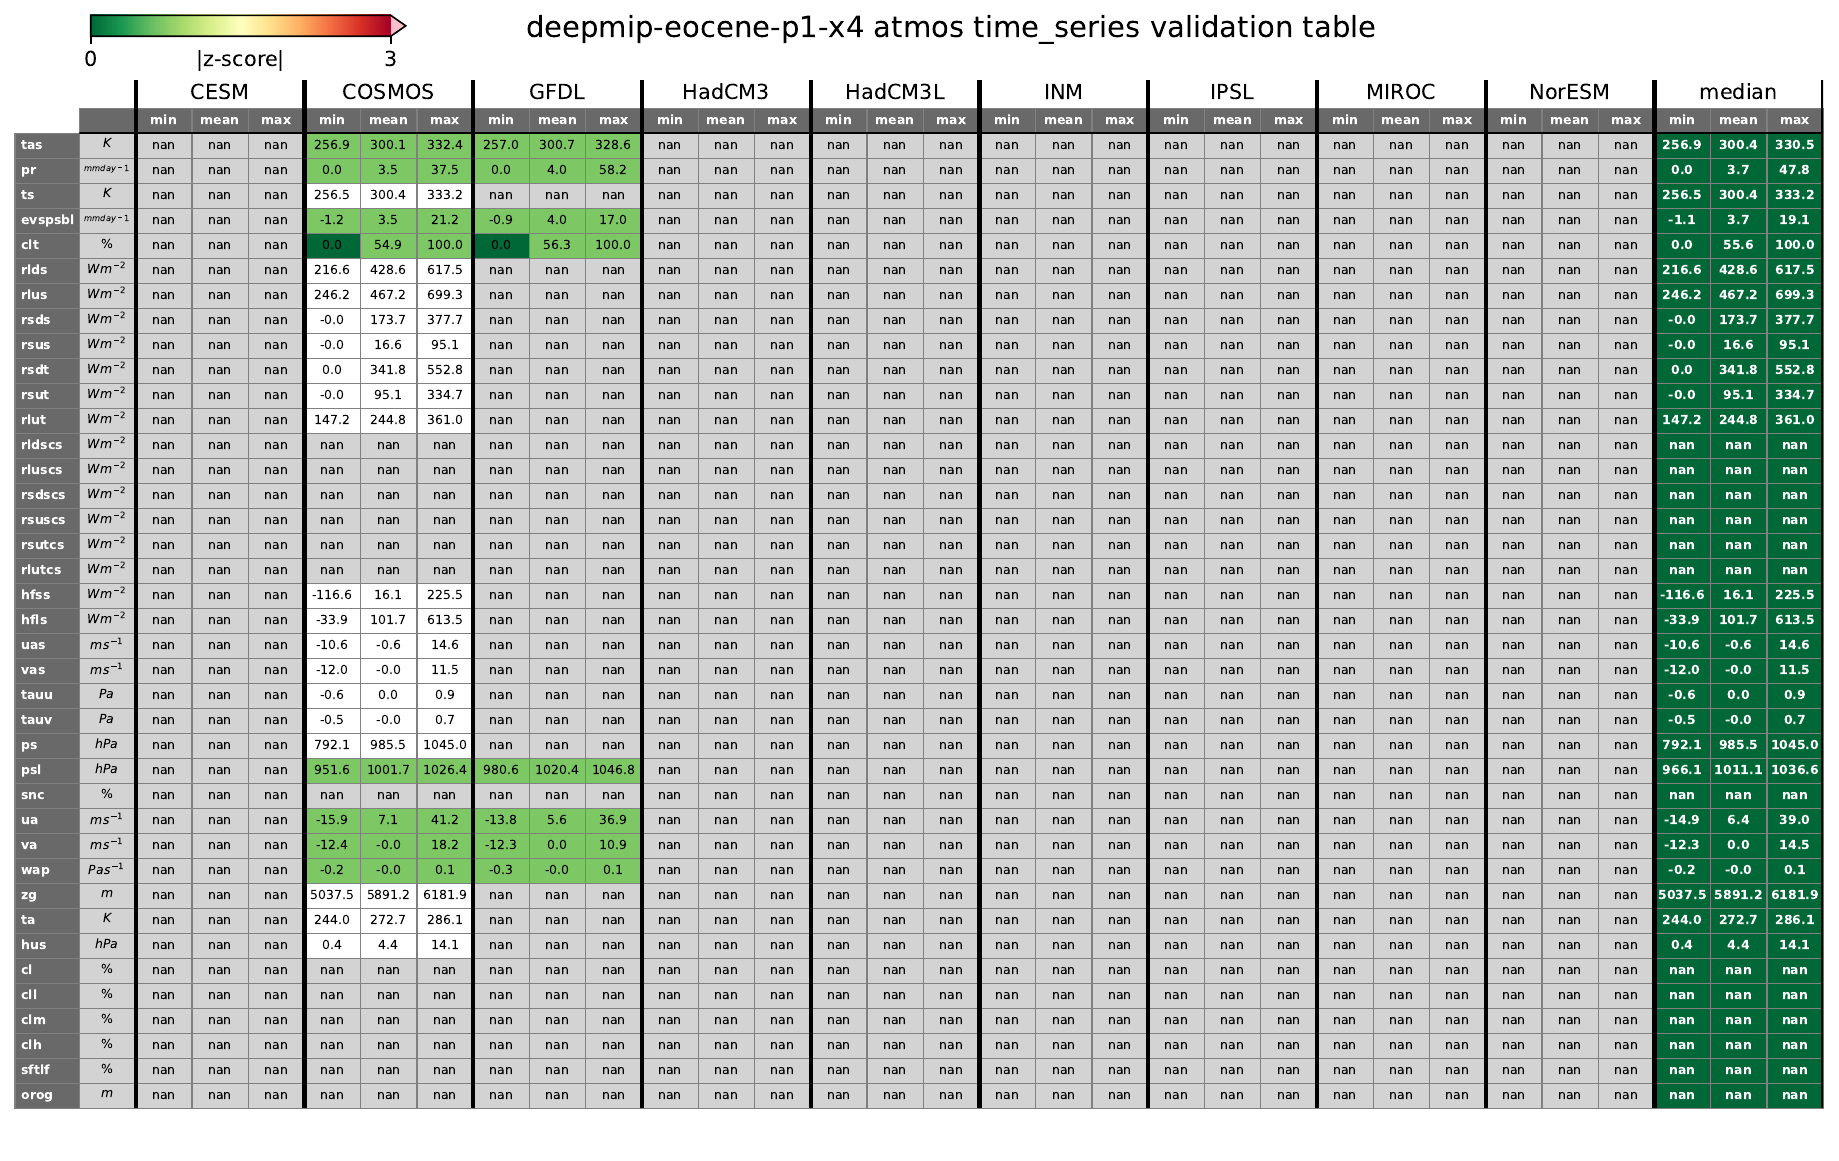 deepmip-eocene-p1-x4 atmos time_series validation table
0 |z-score| 3
CESM COSMOS GFDL HadCM3 HadCM3L INM IPSL MIROC NorESM median
min mean max min mean max min mean max min mean max min mean max min mean max min mean max min mean max min mean max min mean max
tas K nan nan nan 256.9 300.1 332.4 257.0 300.7 328.6 nan nan nan nan nan nan nan nan nan nan nan nan nan nan nan nan nan nan 256.9 300.4 330.5
pr mmday−1 nan nan nan 0.0 3.5 37.5 0.0 4.0 58.2 nan nan nan nan nan nan nan nan nan nan nan nan nan nan nan nan nan nan 0.0 3.7 47.8
ts K nan nan nan 256.5 300.4 333.2 nan nan nan nan nan nan nan nan nan nan nan nan nan nan nan nan nan nan nan nan nan 256.5 300.4 333.2
evspsbl mmday−1 nan nan nan -1.2 3.5 21.2 -0.9 4.0 17.0 nan nan nan nan nan nan nan nan nan nan nan nan nan nan nan nan nan nan -1.1 3.7 19.1
clt % nan nan nan 0.0 54.9 100.0 0.0 56.3 100.0 nan nan nan nan nan nan nan nan nan nan nan nan nan nan nan nan nan nan 0.0 55.6 100.0
rlds Wm−2 nan nan nan 216.6 428.6 617.5 nan nan nan nan nan nan nan nan nan nan nan nan nan nan nan nan nan nan nan nan nan 216.6 428.6 617.5
rlus Wm−2 nan nan nan 246.2 467.2 699.3 nan nan nan nan nan nan nan nan nan nan nan nan nan nan nan nan nan nan nan nan nan 246.2 467.2 699.3
rsds Wm−2 nan nan nan -0.0 173.7 377.7 nan nan nan nan nan nan nan nan nan nan nan nan nan nan nan nan nan nan nan nan nan -0.0 173.7 377.7
rsus Wm−2 nan nan nan -0.0 16.6 95.1 nan nan nan nan nan nan nan nan nan nan nan nan nan nan nan nan nan nan nan nan nan -0.0 16.6 95.1
rsdt Wm−2 nan nan nan 0.0 341.8 552.8 nan nan nan nan nan nan nan nan nan nan nan nan nan nan nan nan nan nan nan nan nan 0.0 341.8 552.8
rsut Wm−2 nan nan nan -0.0 95.1 334.7 nan nan nan nan nan nan nan nan nan nan nan nan nan nan nan nan nan nan nan nan nan -0.0 95.1 334.7
rlut Wm−2 nan nan nan 147.2 244.8 361.0 nan nan nan nan nan nan nan nan nan nan nan nan nan nan nan nan nan nan nan nan nan 147.2 244.8 361.0
rldscs Wm−2 nan nan nan nan nan nan nan nan nan nan nan nan nan nan nan nan nan nan nan nan nan nan nan nan nan nan nan nan nan nan
rluscs Wm−2 nan nan nan nan nan nan nan nan nan nan nan nan nan nan nan nan nan nan nan nan nan nan nan nan nan nan nan nan nan nan
rsdscs Wm−2 nan nan nan nan nan nan nan nan nan nan nan nan nan nan nan nan nan nan nan nan nan nan nan nan nan nan nan nan nan nan
rsuscs Wm−2 nan nan nan nan nan nan nan nan nan nan nan nan nan nan nan nan nan nan nan nan nan nan nan nan nan nan nan nan nan nan
rsutcs Wm−2 nan nan nan nan nan nan nan nan nan nan nan nan nan nan nan nan nan nan nan nan nan nan nan nan nan nan nan nan nan nan
rlutcs Wm−2 nan nan nan nan nan nan nan nan nan nan nan nan nan nan nan nan nan nan nan nan nan nan nan nan nan nan nan nan nan nan
hfss Wm−2 nan nan nan -116.6 16.1 225.5 nan nan nan nan nan nan nan nan nan nan nan nan nan nan nan nan nan nan nan nan nan -116.6 16.1 225.5
hfls Wm−2 nan nan nan -33.9 101.7 613.5 nan nan nan nan nan nan nan nan nan nan nan nan nan nan nan nan nan nan nan nan nan -33.9 101.7 613.5
uas ms−1 nan nan nan -10.6 -0.6 14.6 nan nan nan nan nan nan nan nan nan nan nan nan nan nan nan nan nan nan nan nan nan -10.6 -0.6 14.6
vas ms−1 nan nan nan -12.0 -0.0 11.5 nan nan nan nan nan nan nan nan nan nan nan nan nan nan nan nan nan nan nan nan nan -12.0 -0.0 11.5
tauu Pa nan nan nan -0.6 0.0 0.9 nan nan nan nan nan nan nan nan nan nan nan nan nan nan nan nan nan nan nan nan nan -0.6 0.0 0.9
tauv Pa nan nan nan -0.5 -0.0 0.7 nan nan nan nan nan nan nan nan nan nan nan nan nan nan nan nan nan nan nan nan nan -0.5 -0.0 0.7
ps hPa nan nan nan 792.1 985.5 1045.0 nan nan nan nan nan nan nan nan nan nan nan nan nan nan nan nan nan nan nan nan nan 792.1 985.5 1045.0
psl hPa nan nan nan 951.6 1001.7 1026.4 980.6 1020.4 1046.8 nan nan nan nan nan nan nan nan nan nan nan nan nan nan nan nan nan nan 966.1 1011.1 1036.6
snc % nan nan nan nan nan nan nan nan nan nan nan nan nan nan nan nan nan nan nan nan nan nan nan nan nan nan nan nan nan nan
ua ms−1 nan nan nan -15.9 7.1 41.2 -13.8 5.6 36.9 nan nan nan nan nan nan nan nan nan nan nan nan nan nan nan nan nan nan -14.9 6.4 39.0
va ms−1 nan nan nan -12.4 -0.0 18.2 -12.3 0.0 10.9 nan nan nan nan nan nan nan nan nan nan nan nan nan nan nan nan nan nan -12.3 0.0 14.5
wap Pas−1 nan nan nan -0.2 -0.0 0.1 -0.3 -0.0 0.1 nan nan nan nan nan nan nan nan nan nan nan nan nan nan nan nan nan nan -0.2 -0.0 0.1
zg m nan nan nan 5037.5 5891.2 6181.9 nan nan nan nan nan nan nan nan nan nan nan nan nan nan nan nan nan nan nan nan nan 5037.5 5891.2 6181.9
ta K nan nan nan 244.0 272.7 286.1 nan nan nan nan nan nan nan nan nan nan nan nan nan nan nan nan nan nan nan nan nan 244.0 272.7 286.1
hus hPa nan nan nan 0.4 4.4 14.1 nan nan nan nan nan nan nan nan nan nan nan nan nan nan nan nan nan nan nan nan nan 0.4 4.4 14.1
cl % nan nan nan nan nan nan nan nan nan nan nan nan nan nan nan nan nan nan nan nan nan nan nan nan nan nan nan nan nan nan
cll % nan nan nan nan nan nan nan nan nan nan nan nan nan nan nan nan nan nan nan nan nan nan nan nan nan nan nan nan nan nan
clm % nan nan nan nan nan nan nan nan nan nan nan nan nan nan nan nan nan nan nan nan nan nan nan nan nan nan nan nan nan nan
clh % nan nan nan nan nan nan nan nan nan nan nan nan nan nan nan nan nan nan nan nan nan nan nan nan nan nan nan nan nan nan
sftlf % nan nan nan nan nan nan nan nan nan nan nan nan nan nan nan nan nan nan nan nan nan nan nan nan nan nan nan nan nan nan
orog m nan nan nan nan nan nan nan nan nan nan nan nan nan nan nan nan nan nan nan nan nan nan nan nan nan nan nan nan nan nan